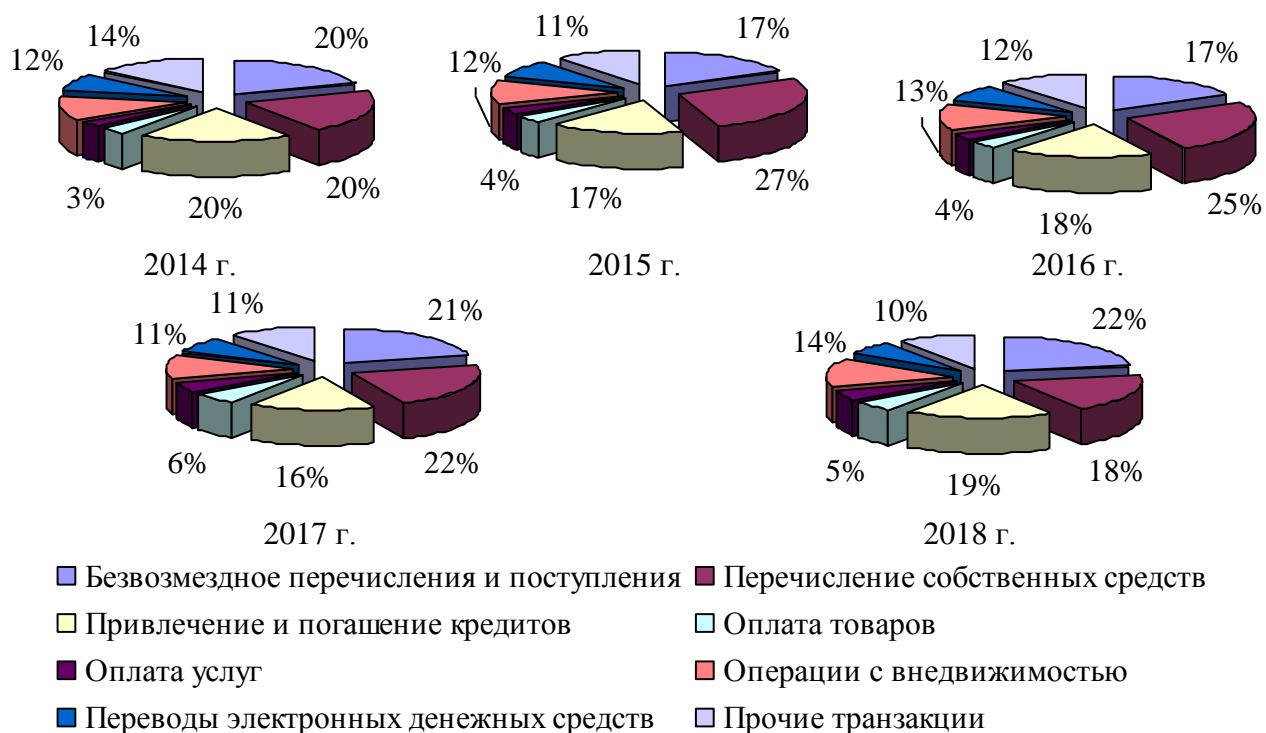 14% 20% 11% 17% 12% 17%
12% 12% 13%
3% 20% 20% 4% 17% 27% 4% 18% 25%
2014 г. 2015 г. 2016 г.
11% 21% 10% 22%
11% 14%
6% 16% 22% 5% 19% 18%
2017 г. 2018 г.
Безвозмездное перечисления и поступления Перечисление собственных средств
Привлечение и погашение кредитов Оплата товаров
Оплата услуг Операции с внедвижимостью
Переводы электронных денежных средств Прочие транзакции